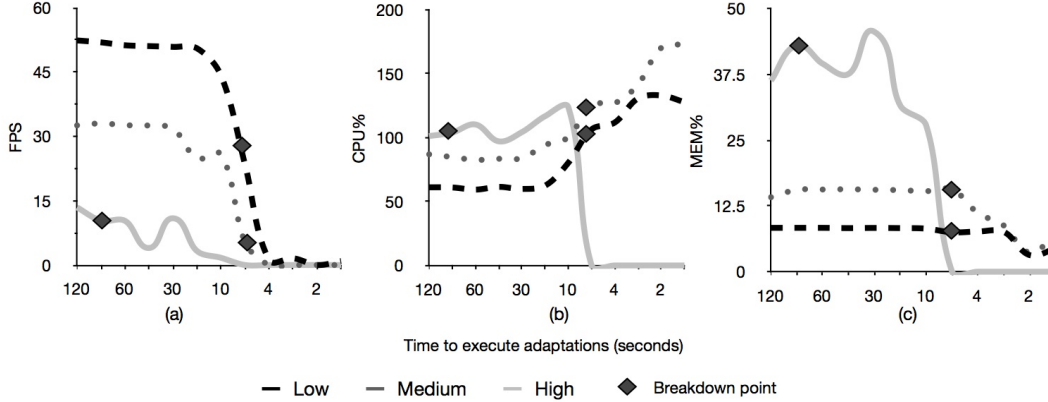 60
45
30
15
0
FPS
120 60 30 10 4 2
(a)
200
150
100
50
0
CPU%
120 60 30 10 4 2
(b)
50
37.5
25
12.5
0
MEM%
120 60 30 10 4 2
(c)
Time to execute adaptations (seconds)
Low Medium High Breakdown point